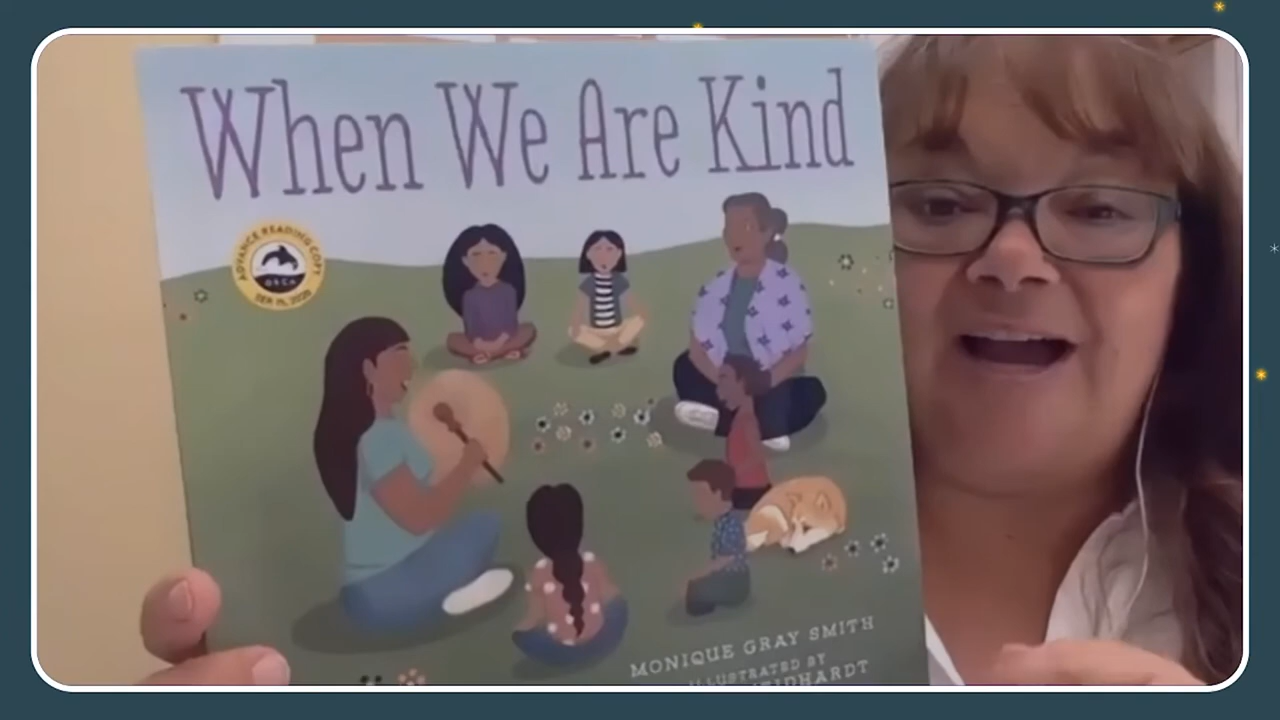 When We Are Kind
ADVANCE READING COPY
ORCA
MONIQUE GRAY SMITH
ILLUSTRATED BY